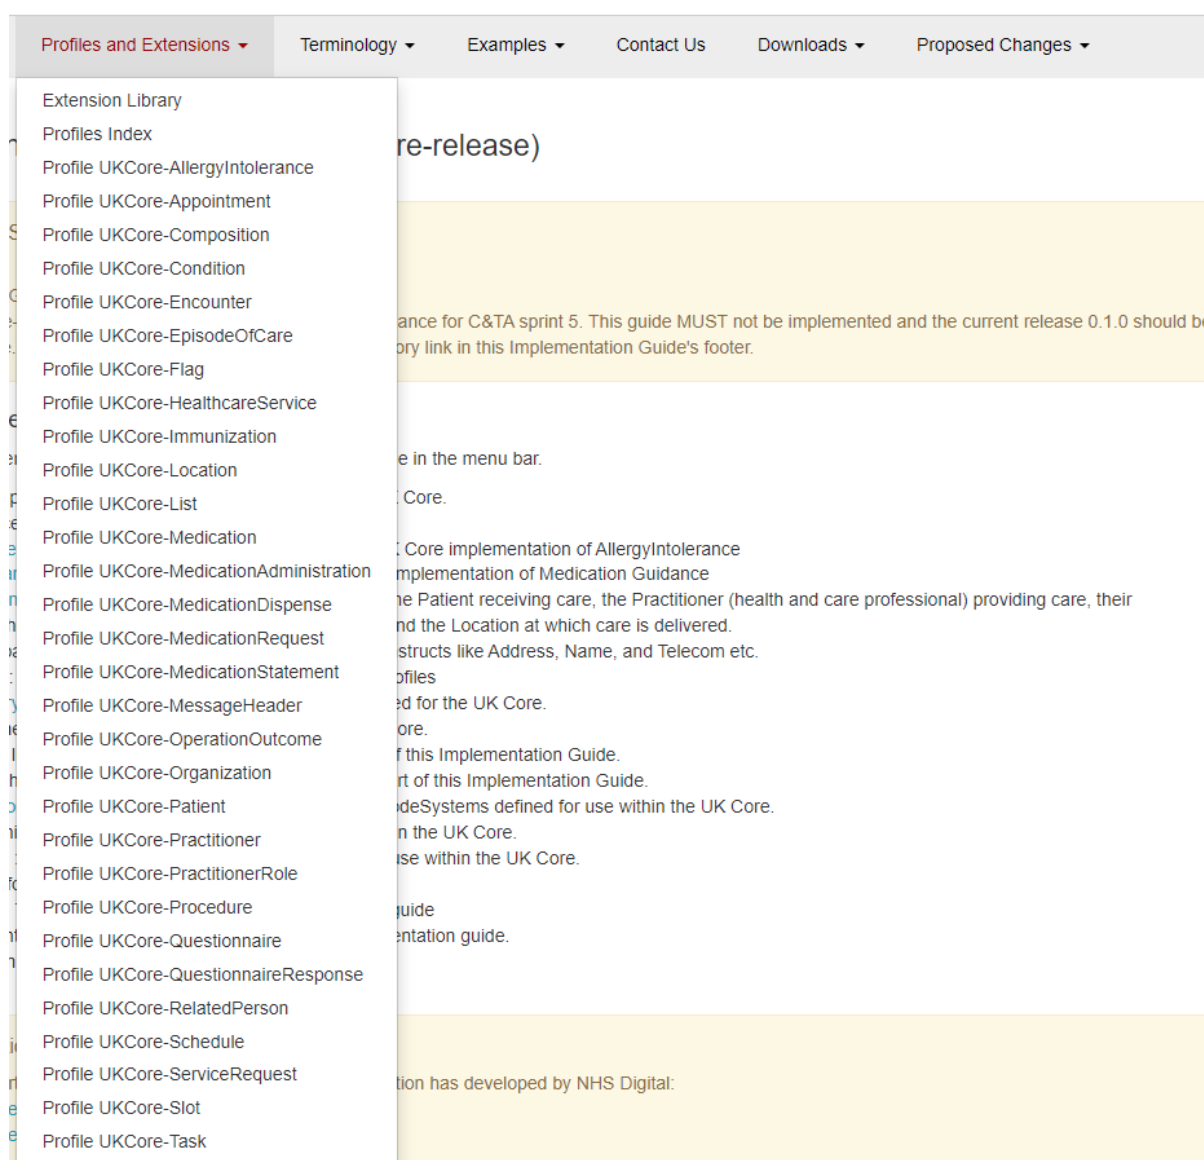 Profiles and Extensions Terminology Examples Contact Us Downloads Proposed Changes
Extension Library
Profiles Index
Profile UKCore-AllergyIntolerance
Profile UKCore-Appointment
Profile UKCore-Composition
Profile UKCore-Condition
Profile UKCore-Encounter
Profile UKCore-EpisodeOfCare
Profile UKCore-Flag
Profile UKCore-HealthcareService
Profile UKCore-Immunization
Profile UKCore-Location
Profile UKCore-List
Profile UKCore-Medication
Profile UKCore-MedicationAdministration
Profile UKCore-MedicationDispense
Profile UKCore-MedicationRequest
Profile UKCore-MedicationStatement
Profile UKCore-MessageHeader
Profile UKCore-OperationOutcome
Profile UKCore-Organization
Profile UKCore-Patient
Profile UKCore-Practitioner
Profile UKCore-PractitionerRole
Profile UKCore-Procedure
Profile UKCore-Questionnaire
Profile UKCore-QuestionnaireResponse
Profile UKCore-RelatedPerson
Profile UKCore-Schedule
Profile UKCore-ServiceRequest
Profile UKCore-Slot
Profile UKCore-Task
re-release)
ance for C&TA sprint 5. This guide MUST not be implemented and the current release 0.1.0 should be
ory link in this Implementation Guide's footer.
e in the menu bar.
Core.
Core implementation of AllergyIntolerance
mplementation of Medication Guidance
he Patient receiving care, the Practitioner (health and care professional) providing care, their
nd the Location at which care is delivered.
structs like Address, Name, and Telecom etc.
ofiles
ed for the UK Core.
ore.
f this Implementation Guide.
rt of this Implementation Guide.
odeSystems defined for use within the UK Core.
n the UK Core.
use within the UK Core.
guide
entation guide.
tion has developed by NHS Digital: